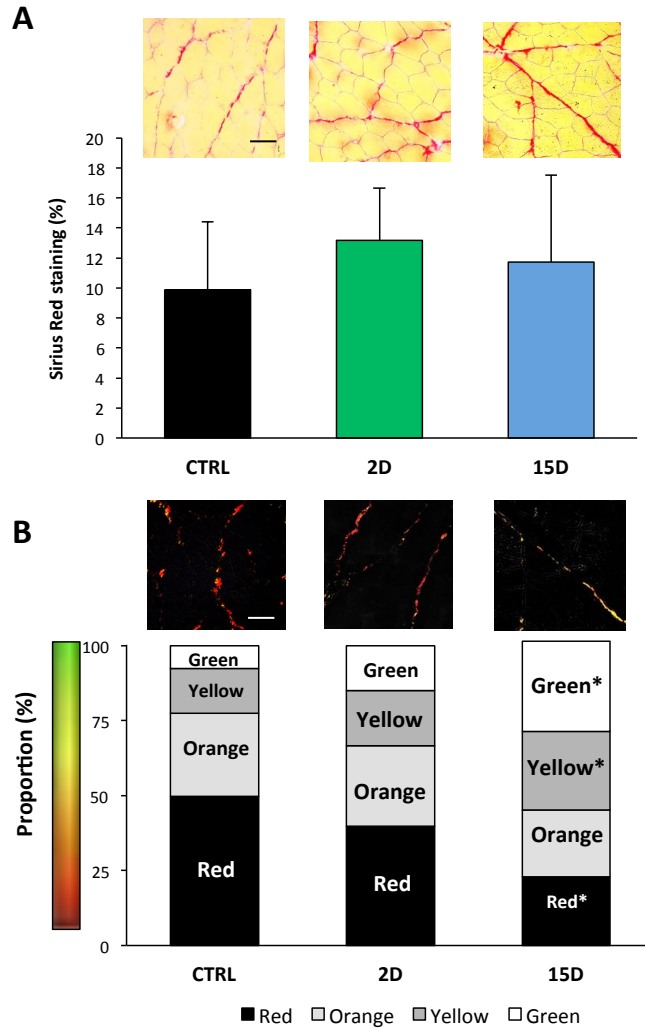 A
Sirius Red staining (%)
20
18
16
14
12
10
8
6
4
2
0
CTRL
2D
15D
B
Proportion (%)
100
75
50
25
0
Green
Yellow
Orange
Red
Green
Yellow
Orange
Red
Green*
Yellow*
Orange
Red*
CTRL
2D
15D
Red
Orange
Yellow
Green